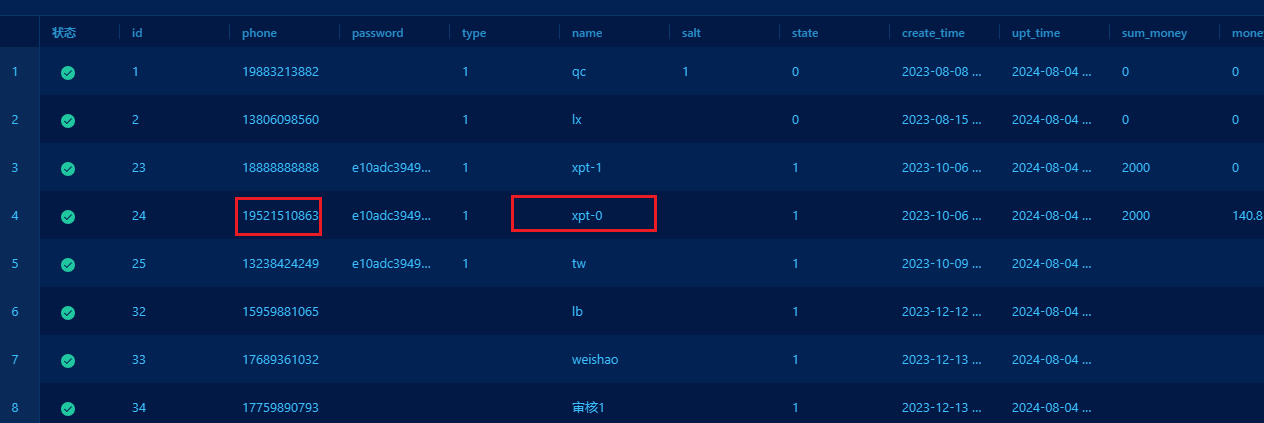 状态 id phone password type name salt state create_time upt_time sum_money money
1 1 19883213882 1 qc 1 0 2023-08-08 ... 2024-08-04 ... 0 0
2 2 13806098560 1 lx 0 2023-08-15 ... 2024-08-04 ... 0 0
3 23 18888888888 e10adc3949... 1 xpt-1 1 2023-10-06 ... 2024-08-04 ... 2000 0
4 24 19521510863 e10adc3949... 1 xpt-0 1 2023-10-06 ... 2024-08-04 ... 2000 140.8
5 25 13238424249 e10adc3949... 1 tw 1 2023-10-09 ... 2024-08-04 ...
6 32 15959881065 lb 1 2023-12-12 ... 2024-08-04 ...
7 33 17689361032 weishao 1 2023-12-13 ... 2024-08-04 ...
8 34 17759890793 审核1 1 2023-12-13 ... 2024-08-04 ...